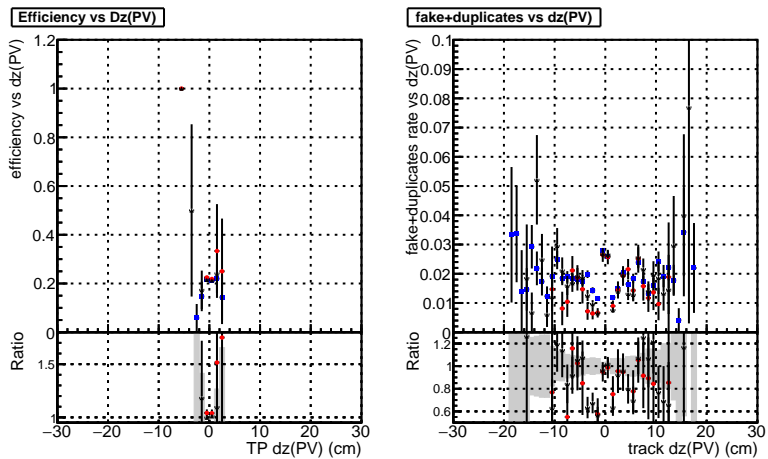 Efficiency vs Dz(PV)
efficiency vs dz(PV)
1.2
1
0.8
0.6
0.4
0.2
0
Ratio
1.5
1
−30 −20 −10 0 10 20 30
TP dz(PV) (cm)
fake+duplicates vs dz(PV)
fake+duplicates rate vs dz(PV)
0.1
0.09
0.08
0.07
0.06
0.05
0.04
0.03
0.02
0.01
0
Ratio
1.2
1
0.8
0.6
−30 −20 −10 0 10 20 30
track dz(PV) (cm)